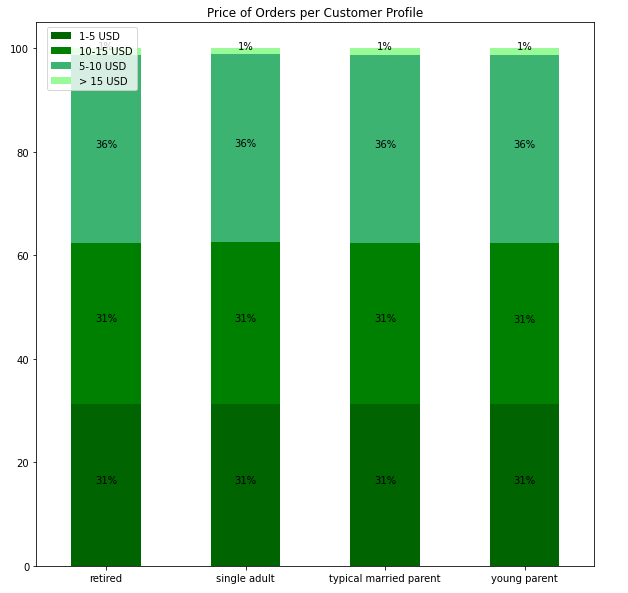 Price of Orders per Customer Profile
1-5 USD
10-15 USD
5-10 USD
> 15 USD
100
80
60
40
20
0
1%
1%
1%
36%
36%
36%
36%
31%
31%
31%
31%
31%
31%
31%
31%
retired
single adult
typical married parent
young parent